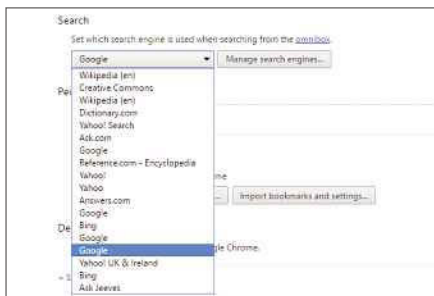 Search
Set which search engine is used when searching from the omnibox.
Google
Manage search engines...
Wikipedia (en)
Creative Commons
Wikipedia (en)
Dictionary.com
Yahoo! Search
Ask.com
Google
Reference.com – Encyclopedia
Yahoo!
Yahoo
Answers.com
Import bookmarks and settings...
Google
Bing
Google
Google
Yahoo! UK & Ireland
Bing
Ask Jeeves